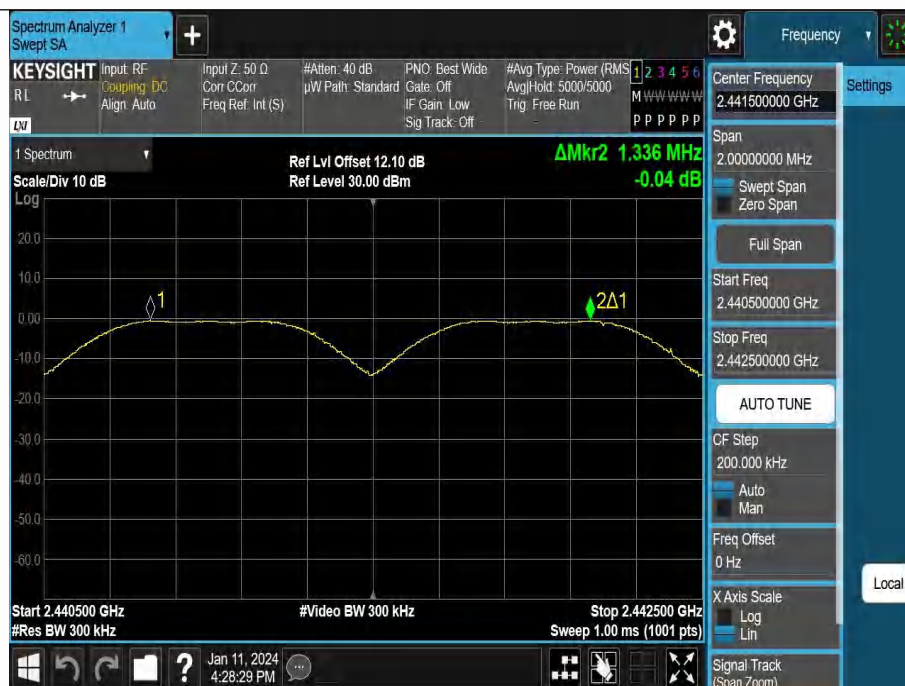 Spectrum Analyzer 1
Swept SA
Frequency
KEYSIGHT
RL
LXI
Input: RF
Coupling: DC
Align: Auto
Input Z: 50 Ω
Corr CCorr
Freq Ref: Int (S)
#Atten: 40 dB
µW Path: Standard
PNO: Best Wide
Gate: Off
IF Gain: Low
Sig Track: Off
#Avg Type: Power (RMS
Avg|Hold: 5000/5000
Trig: Free Run
1 2 3 4 5 6
M W W W W W
P P P P P P
1 Spectrum
Scale/Div 10 dB
Log
Ref Lvl Offset 12.10 dB
Ref Level 30.00 dBm
ΔMkr2 1.336 MHz
-0.04 dB
20.0
10.0
0.00
-10.0
-20.0
-30.0
-40.0
-50.0
-60.0
1
2Δ1
Start 2.440500 GHz
#Res BW 300 kHz
#Video BW 300 kHz
Stop 2.442500 GHz
Sweep 1.00 ms (1001 pts)
Jan 11, 2024
4:28:29 PM
Center Frequency
2.441500000 GHz
Settings
Span
2.00000000 MHz
Swept Span
Zero Span
Full Span
Start Freq
2.440500000 GHz
Stop Freq
2.442500000 GHz
AUTO TUNE
CF Step
200.000 kHz
Auto
Man
Freq Offset
0 Hz
Local
X Axis Scale
Log
Lin
Signal Track
(Span Zoom)